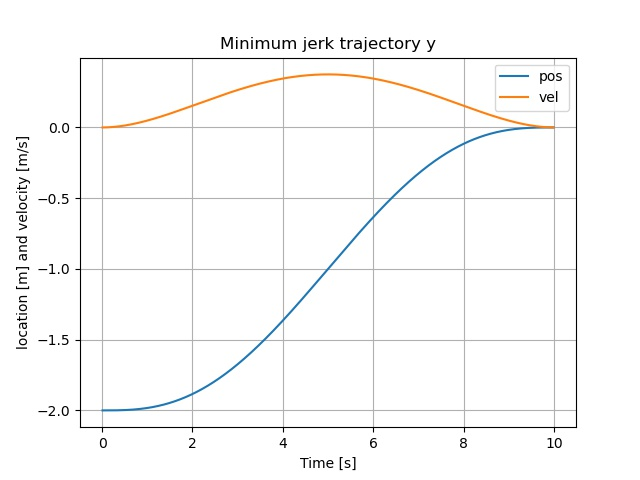 Minimum jerk trajectory y
pos
vel
0.0
−0.5
−1.0
−1.5
−2.0
location [m] and velocity [m/s]
0 2 4 6 8 10
Time [s]